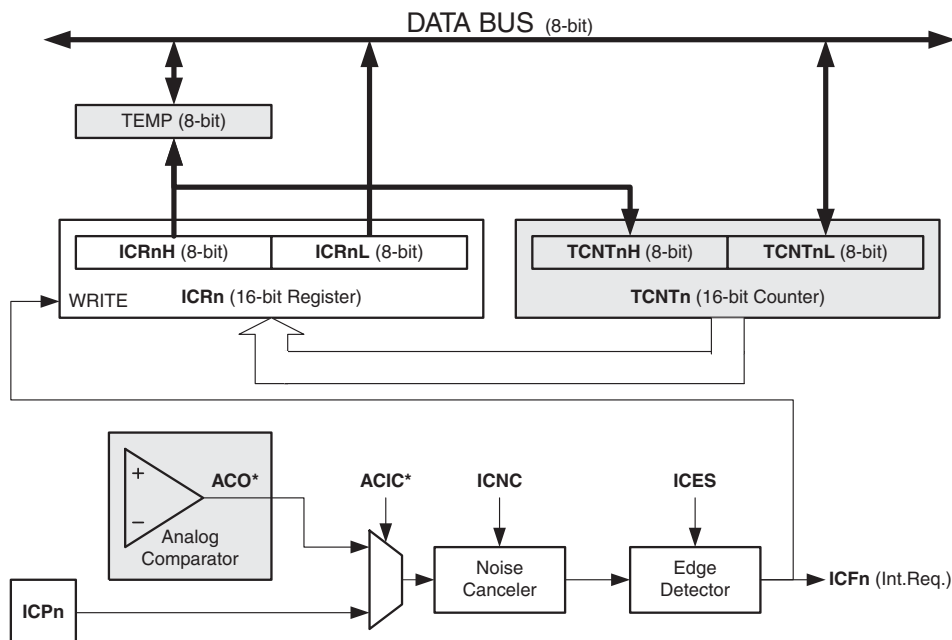 DATA BUS (8-bit)
TEMP (8-bit)
ICRnH (8-bit) ICRnL (8-bit)
TCNTnH (8-bit) TCNTnL (8-bit)
WRITE
ICRn (16-bit Register)
TCNTn (16-bit Counter)
+
−
ACO*
Analog
Comparator
ACIC*
ICNC
ICES
Noise
Canceler
Edge
Detector
ICFn (Int.Req.)
ICPn